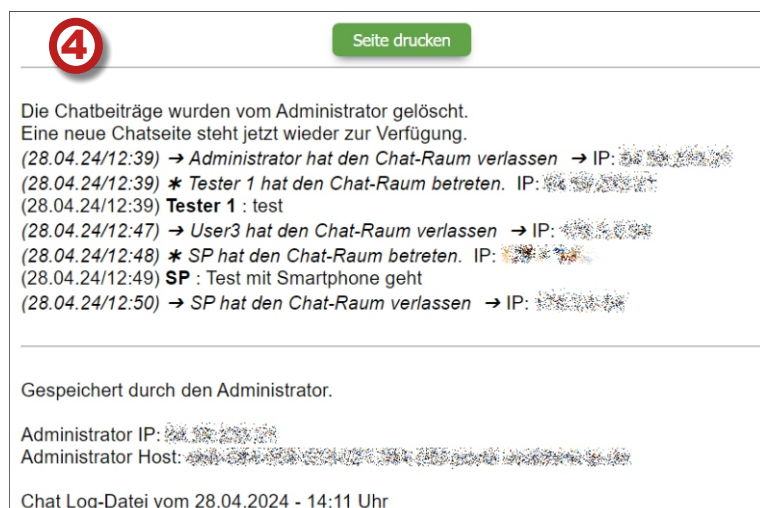 4
Seite drucken
Die Chatbeiträge wurden vom Administrator gelöscht.
Eine neue Chatseite steht jetzt wieder zur Verfügung.
(28.04.24/12:39) ➔ Administrator hat den Chat-Raum verlassen ➔ IP:
(28.04.24/12:39) ✱ Tester 1 hat den Chat-Raum betreten. IP:
(28.04.24/12:39) Tester 1 : test
(28.04.24/12:47) ➔ User3 hat den Chat-Raum verlassen ➔ IP:
(28.04.24/12:48) ✱ SP hat den Chat-Raum betreten. IP:
(28.04.24/12:49) SP : Test mit Smartphone geht
(28.04.24/12:50) ➔ SP hat den Chat-Raum verlassen ➔ IP:
Gespeichert durch den Administrator.
Administrator IP:
Administrator Host:
Chat Log-Datei vom 28.04.2024 - 14:11 Uhr